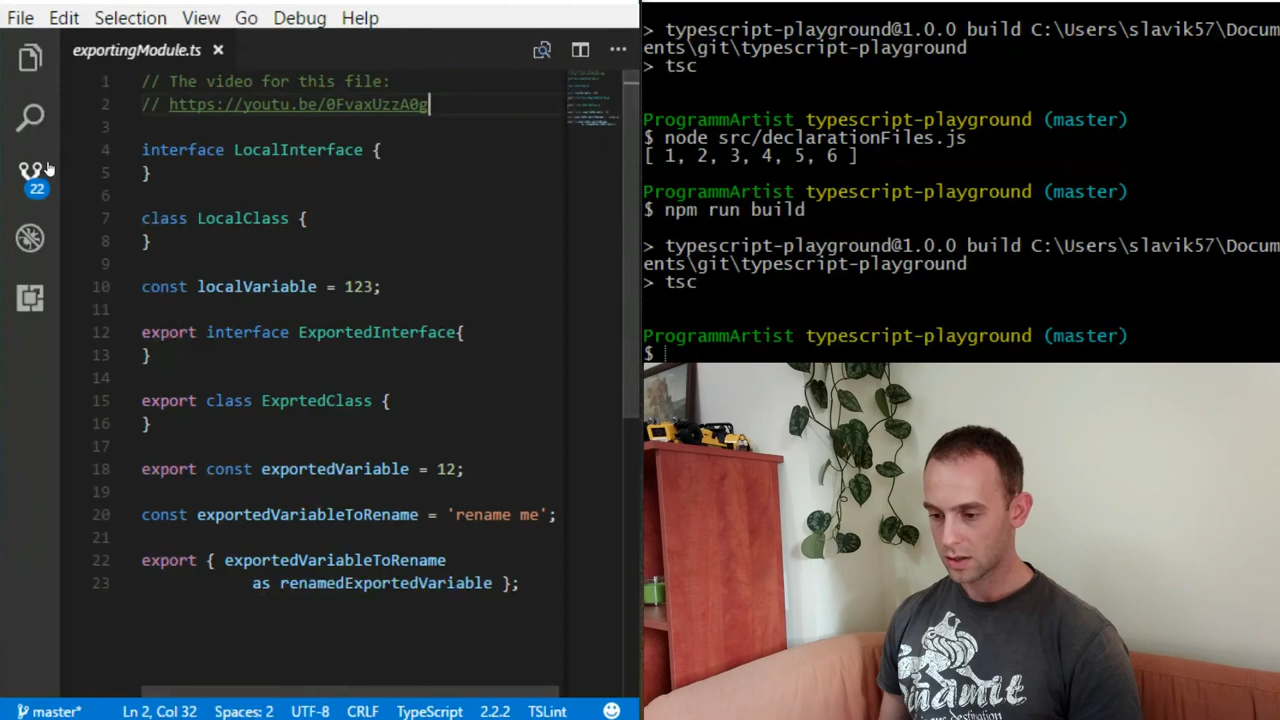 File Edit Selection View Go Debug Help
exportingModule.ts
22
1 // The video for this file:
2 // https://youtu.be/0FvaxUzzA0g
3
4 interface LocalInterface {
5 }
6
7 class LocalClass {
8 }
9
10 const localVariable = 123;
11
12 export interface ExportedInterface{
13 }
14
15 export class ExprtedClass {
16 }
17
18 export const exportedVariable = 12;
19
20 const exportedVariableToRename = 'rename me';
21
22 export { exportedVariableToRename
23 as renamedExportedVariable };
master* Ln 2, Col 32 Spaces: 2 UTF-8 CRLF TypeScript 2.2.2 TSLint
> typescript-playground@1.0.0 build C:\Users\slavik57\Docum
ents\git\typescript-playground
> tsc
ProgrammArtist typescript-playground (master)
$ node src/declarationFiles.js
[ 1, 2, 3, 4, 5, 6 ]
ProgrammArtist typescript-playground (master)
$ npm run build
> typescript-playground@1.0.0 build C:\Users\slavik57\Docum
ents\git\typescript-playground
> tsc
ProgrammArtist typescript-playground (master)
$